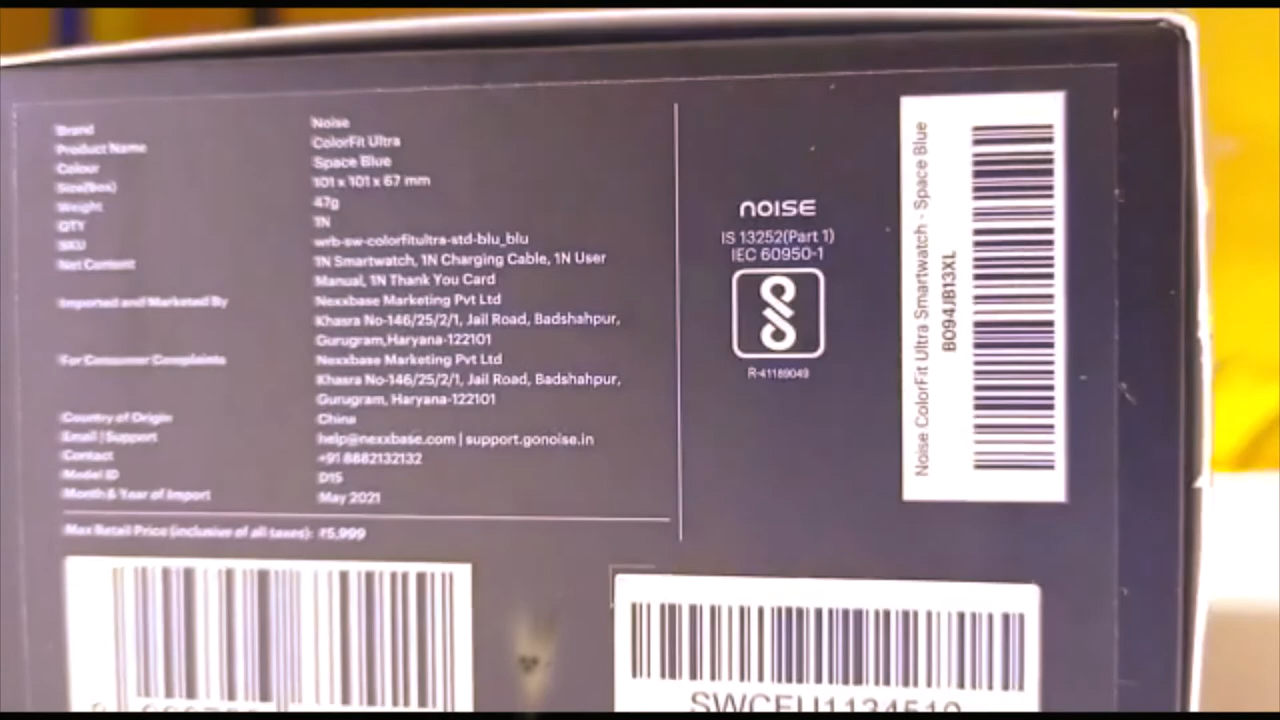 Brand Noise
Product Name ColorFit Ultra
Colour Space Blue
Size(Box) 101 x 101 x 67 mm
Weight 47g
QTY 1N
SKU wrb-sw-colorfitultra-std-blu_blu
Net Content 1N Smartwatch, 1N Charging Cable, 1N User
Manual, 1N Thank You Card
Imported and Marketed By Nexxbase Marketing Pvt Ltd
Khasra No-146/25/2/1, Jail Road, Badshahpur,
Gurugram,Haryana-122101
For Consumer Complaints Nexxbase Marketing Pvt Ltd
Khasra No-146/25/2/1, Jail Road, Badshahpur,
Gurugram, Haryana-122101
Country of Origin China
Email | Support help@nexxbase.com | support.gonoise.in
Contact +91 8882132132
Model ID D15
Month & Year of Import May 2021
Max Retail Price (inclusive of all taxes): ₹5,999
noise
IS 13252(Part 1)
IEC 60950-1
R-41189049
Noise ColorFit Ultra Smartwatch - Space Blue
B094JB13XL